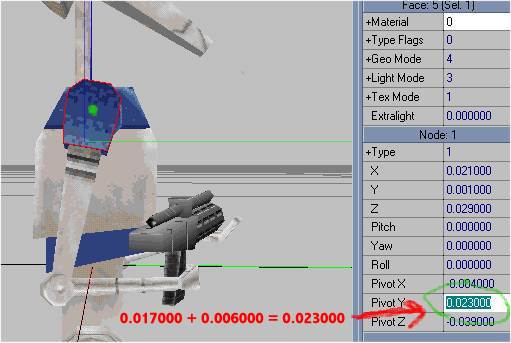 Face: 5 (Sel. 1)
+Material 0
+Type Flags 0
+Geo Mode 4
+Light Mode 3
+Tex Mode 1
Extralight 0.000000
Node: 1
+Type 1
X 0.021000
Y 0.001000
Z 0.029000
Pitch 0.000000
Yaw 0.000000
Roll 0.000000
Pivot X -0.004000
Pivot Y 0.023000
0.017000 + 0.006000 = 0.023000
Pivot Z -0.039000